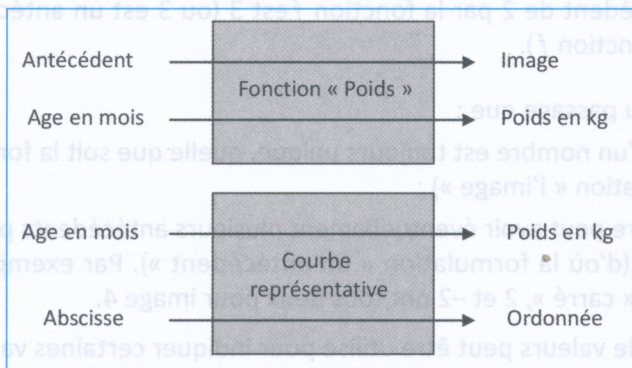 Antécédent
Image
Fonction « Poids »
Age en mois
Poids en kg
Age en mois
Poids en kg
Courbe
représentative
Abscisse
Ordonnée